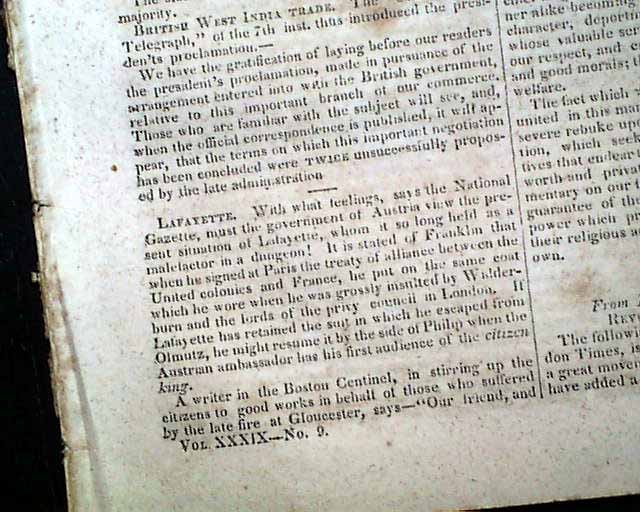 majority.
BRITISH WEST INDIA TRADE. The
Telegraph," of the 7th inst. thus introduced the presi-
den'ts proclamation.—
We have the gratification of laying before our readers
the president's proclamation, made in pursuance of the
arrangement entered into with the British government,
relative to this important branch of our commerce.
Those who are familiar with the subject will see, and,
when the official correspondence is published, it will ap-
pear, that the terms on which this important negotiation
has been concluded were TWICE unsuccessfully propos-
ed by the late administration
LAFAYETTE. With what feelings, says the National
Gazette, must the government of Austria view the pre-
sent situation of Lafayette, whom it so long held as a
malefactor in a dungeon! It is stated of Franklin that
when he signed at Paris the treaty of alliance between the
United colonies and France, he put on the same coat
which he wore when he was grossly insulted by Wedder-
burn and the lords of the privy council in London. If
Lafayette has retained the suit in which he escaped from
Olmutz, he might resume it by the side of Philip when the
Austrian ambassador has his first audience of the citizen
king.
A writer in the Boston Centinel, in stirring up the
citizens to good works in behalf of those who suffered
by the late fire at Gloucester, says—"Our friend, and
VOL. XXXIX—No. 9.
ner alike becoming
character, deport
whose valuable ser
our respect, and
and good morals; t
welfare.
The fact which
united in this ma
severe rebuke up
tion, which seek
tives that endear
worth and priva
mentary on our
guarantee of th
power which p
their religious a
own.
From
REV
The follow
don Times, is
a great move
have added a